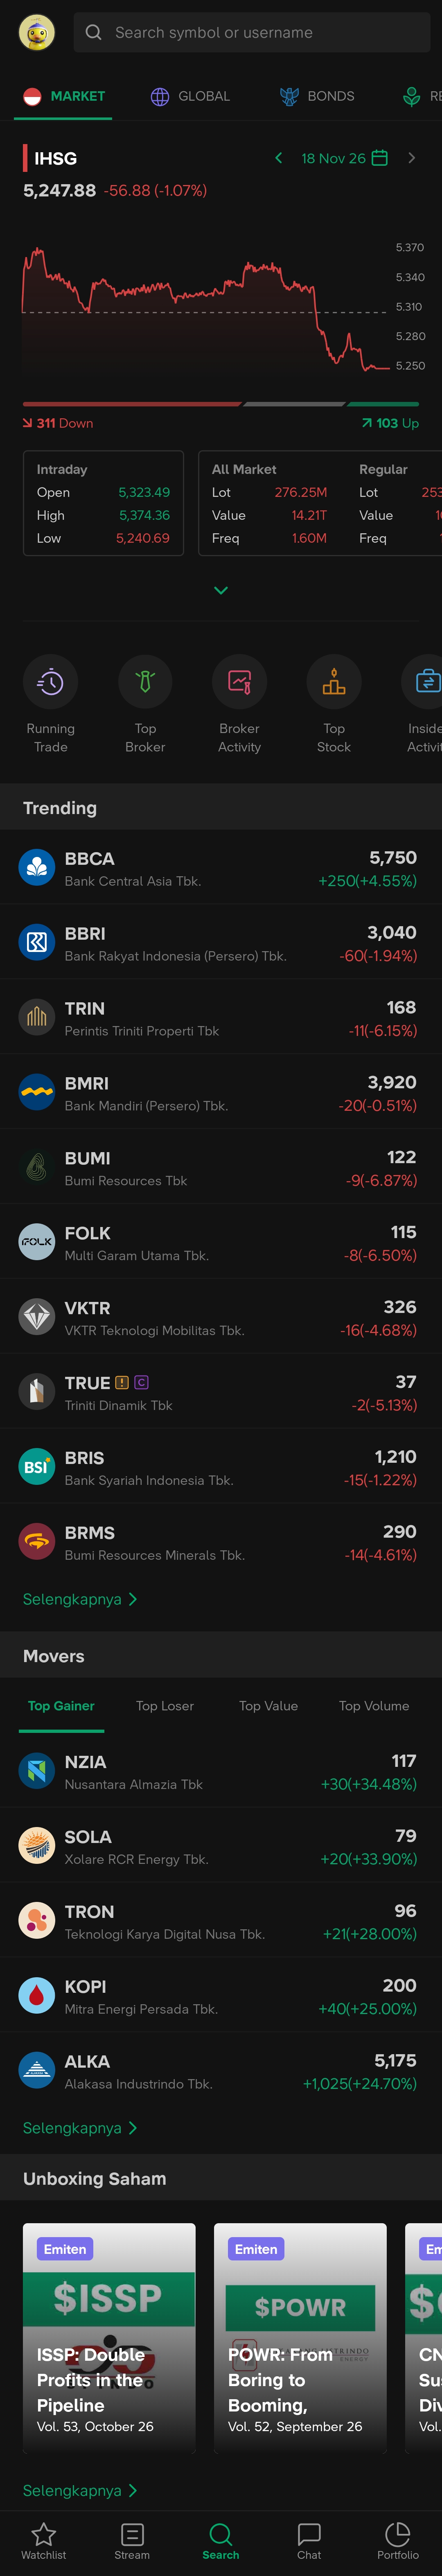 Search symbol or username
MARKET GLOBAL BONDS RE
IHSG
18 Nov 26
5,247.88 -56.88 (-1.07%)
5.370
5.340
5.310
5.280
5.250
311 Down 103 Up
Intraday
Open 5,323.49
High 5,374.36
Low 5,240.69
All Market
Lot 276.25M
Value 14.21T
Freq 1.60M
Regular
Lot 253
Value
Freq
Running
Trade
Top
Broker
Broker
Activity
Top
Stock
Inside
Activit
Trending
BBCA 5,750
Bank Central Asia Tbk. +250(+4.55%)
BBRI 3,040
Bank Rakyat Indonesia (Persero) Tbk. -60(-1.94%)
TRIN 168
Perintis Triniti Properti Tbk -11(-6.15%)
BMRI 3,920
Bank Mandiri (Persero) Tbk. -20(-0.51%)
BUMI 122
Bumi Resources Tbk -9(-6.87%)
FOLK
FOLK 115
Multi Garam Utama Tbk. -8(-6.50%)
VKTR 326
VKTR Teknologi Mobilitas Tbk. -16(-4.68%)
TRUE ! C 37
Triniti Dinamik Tbk -2(-5.13%)
BSI
BRIS 1,210
Bank Syariah Indonesia Tbk. -15(-1.22%)
BRMS 290
Bumi Resources Minerals Tbk. -14(-4.61%)
Selengkapnya
Movers
Top Gainer Top Loser Top Value Top Volume
NZIA 117
Nusantara Almazia Tbk +30(+34.48%)
SOLA 79
Xolare RCR Energy Tbk. +20(+33.90%)
TRON 96
Teknologi Karya Digital Nusa Tbk. +21(+28.00%)
KOPI 200
Mitra Energi Persada Tbk. +40(+25.00%)
ALKA 5,175
Alakasa Industrindo Tbk. +1,025(+24.70%)
Selengkapnya
Unboxing Saham
Emiten
$ISSP
ISSP: Double
Profits in the
Pipeline
Vol. 53, October 26
Emiten
$POWR
POWR: From
Boring to
Booming,
Vol. 52, September 26
Em
CN
Sus
Div
Vol.
Selengkapnya
Watchlist Stream Search Chat Portfolio